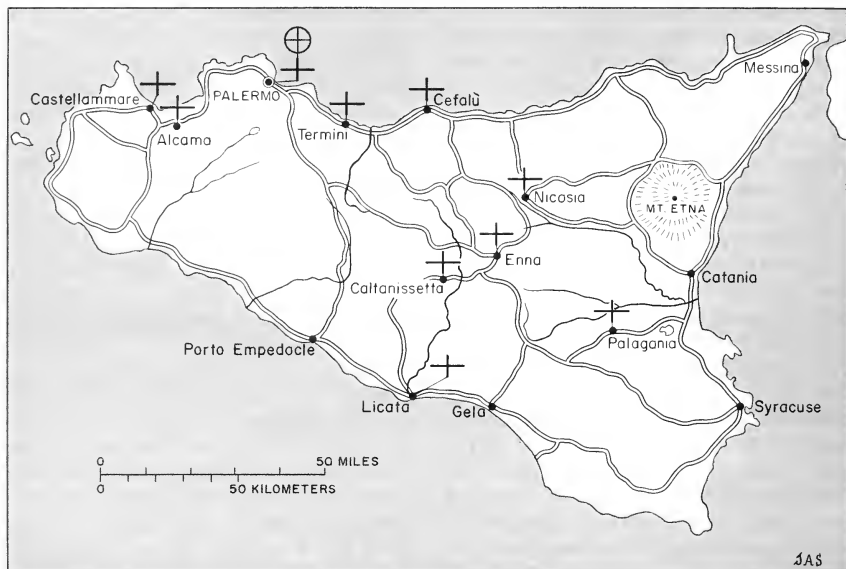 Messina
Castellammare
PALERMO
Cefalù
Alcama
Termini
Nicosia
MT. ETNA
Enna
Catania
Caltanissetta
Palagania
Porto Empedocle
Licata
Gela
Syracuse
0 50 MILES
0 50 KILOMETERS
JAS